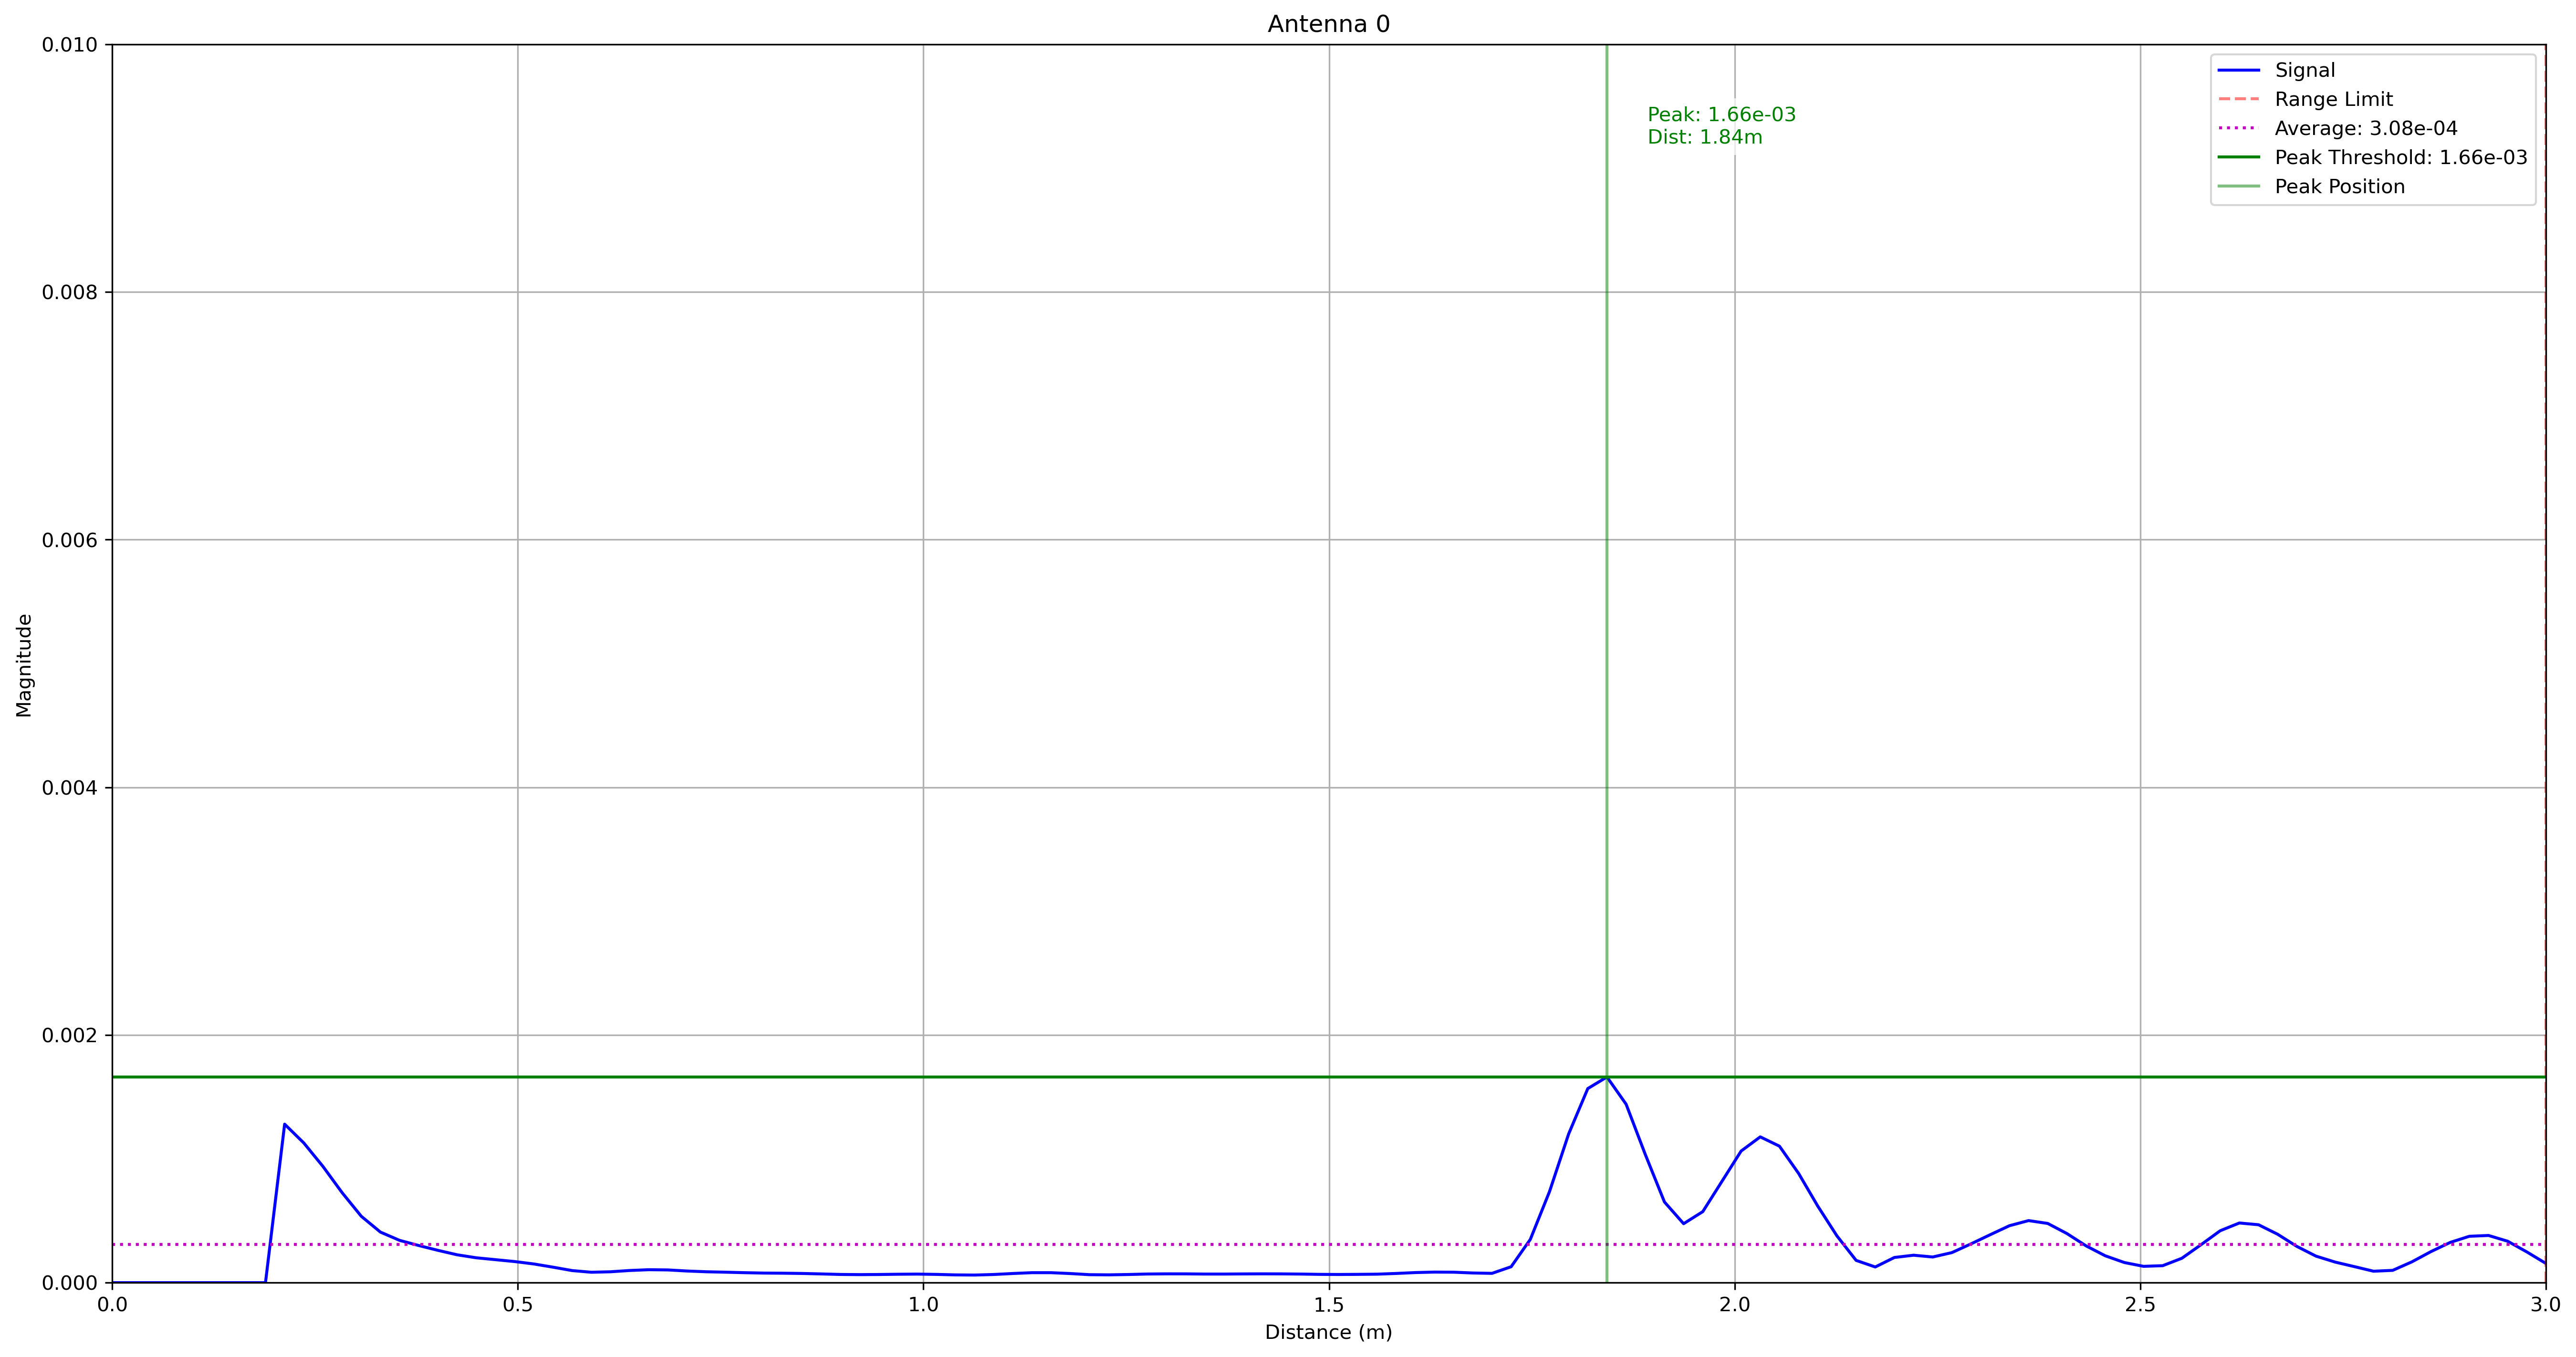 Antenna 0
0.010
0.008
0.006
0.004
0.002
0.000
Magnitude
Peak: 1.66e-03
Dist: 1.84m
Signal
Range Limit
Average: 3.08e-04
Peak Threshold: 1.66e-03
Peak Position
0.0
0.5
1.0
1.5
2.0
2.5
3.0
Distance (m)